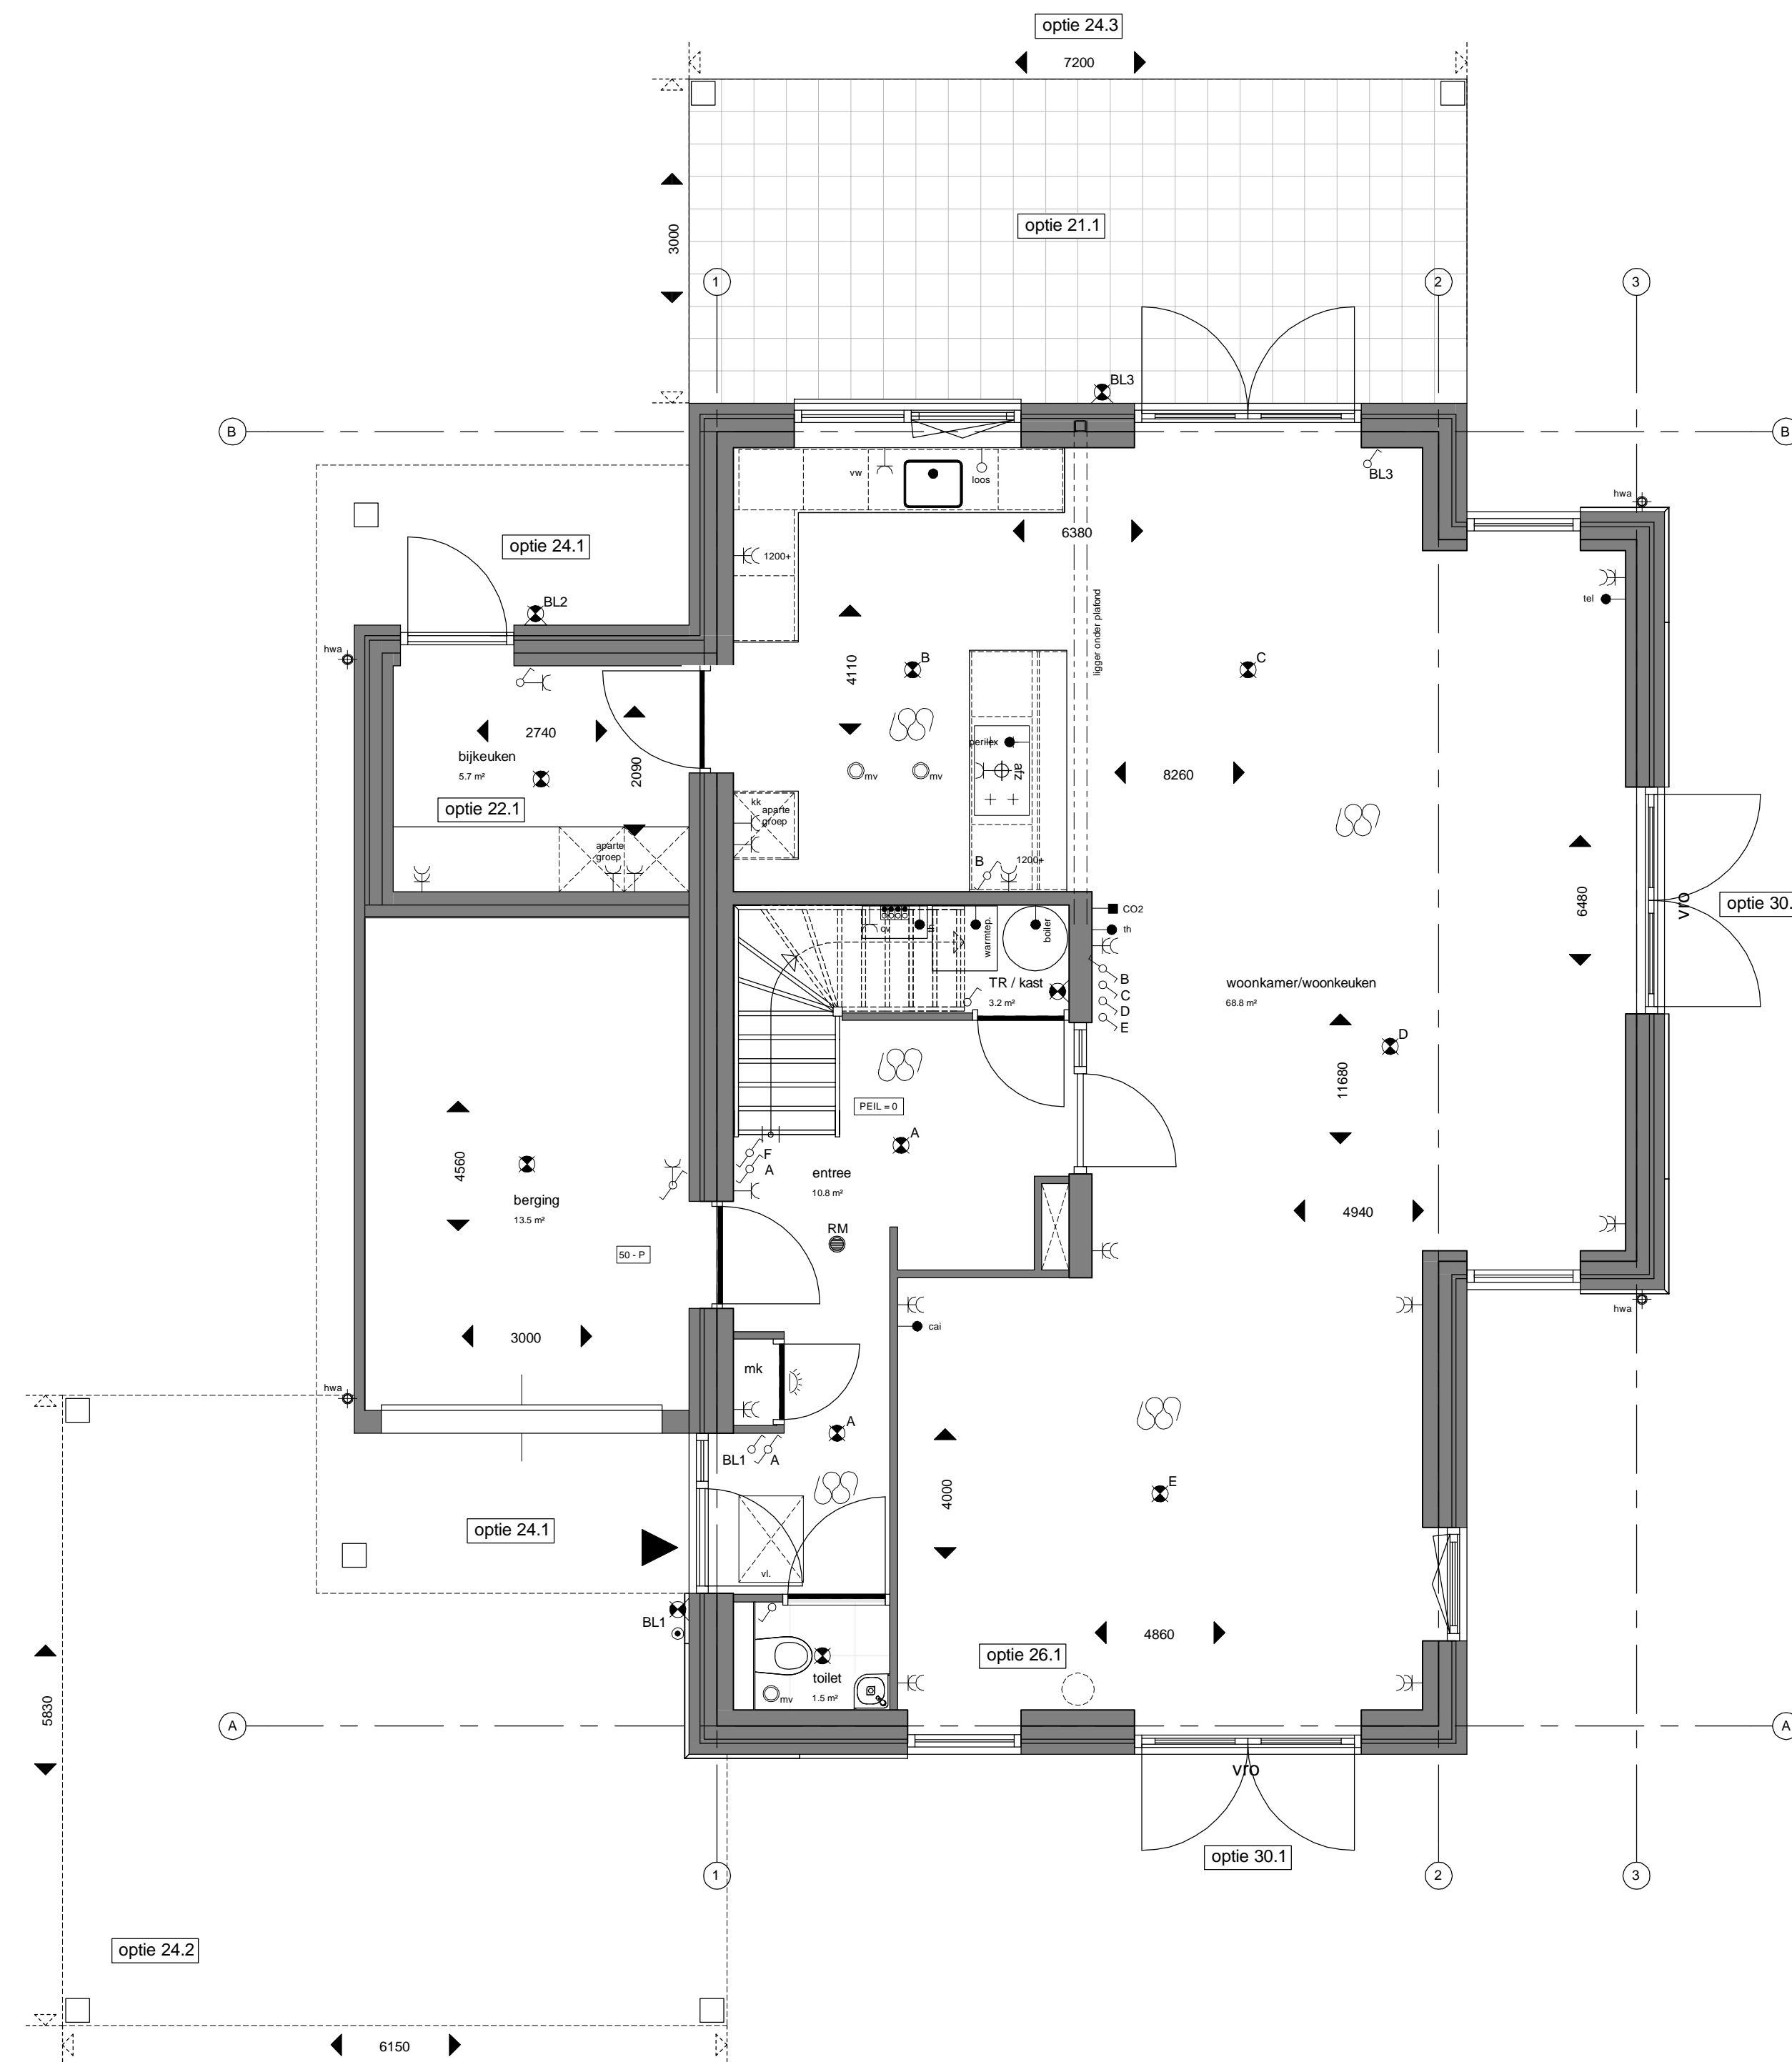 optie 24.3
7200
3000
optie 21.1
1
2
3
BL3
B
B
BL3
hwa
vw
loos
6380
1200+
optie 24.1
BL2
tel
ligger onder plafond
hwa
B
C
4110
2740
bijkeuken
5.7 m²
2090
perilex
afz
mv
mv
8260
optie 22.1
kk
aparte
groep
aparte
groep
B
1200+
6480
vro
optie 30.
CO2
th
warmtep.
boiler
TR / kast
3.2 m²
B
C
D
E
woonkamer/woonkeuken
68.8 m²
D
11680
PEIL = 0
A
4560
F
A
entree
10.8 m²
berging
13.5 m²
4940
RM
50 - P
hwa
cai
3000
mk
hwa
A
BL1
A
4000
E
optie 24.1
vl.
BL1
4860
optie 26.1
toilet
1.5 m²
mv
5830
A
A
vro
optie 30.1
1
2
3
optie 24.2
6150